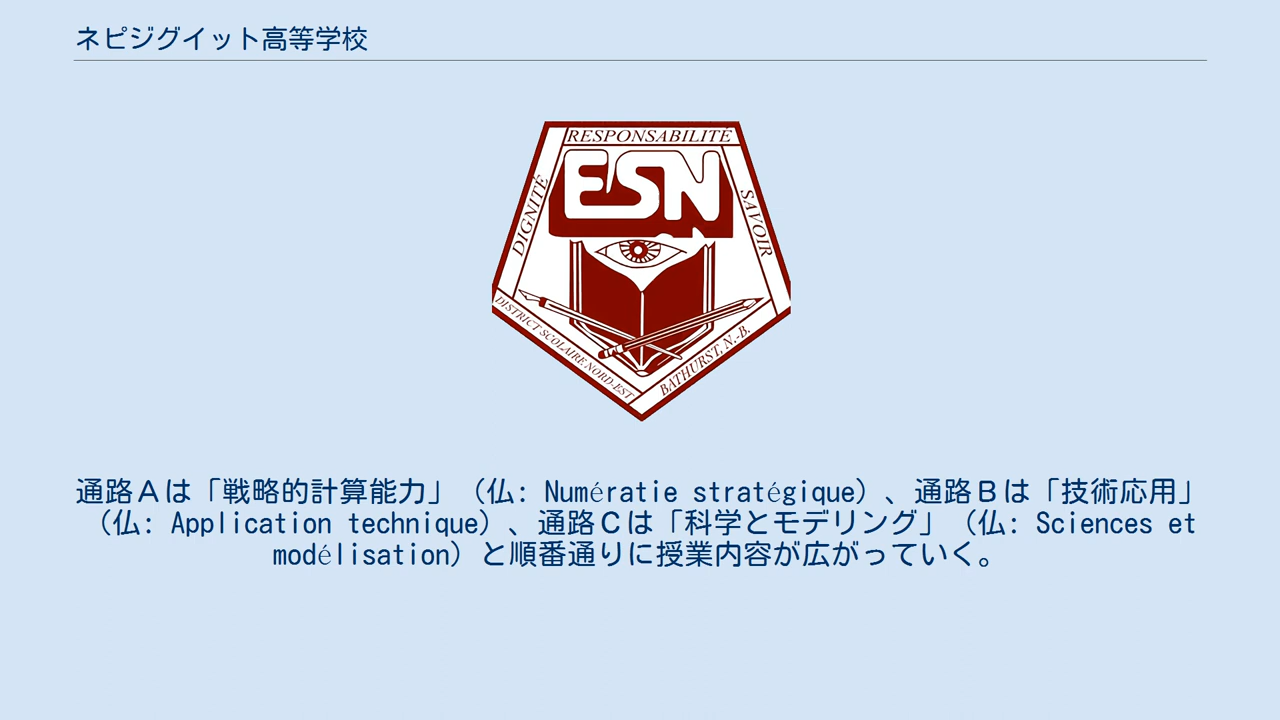 ネピジグイット高等学校
RESPONSABILITÉ
DIGNITÉ
ESN
SAVOIR
DISTRICT SCOLAIRE NORD-EST
BATHURST, N.-B.
通路Ａは「戦略的計算能力」（仏: Numératie stratégique）、通路Ｂは「技術応用」
（仏: Application technique）、通路Ｃは「科学とモデリング」（仏: Sciences et
modélisation）と順番通りに授業内容が広がっていく。